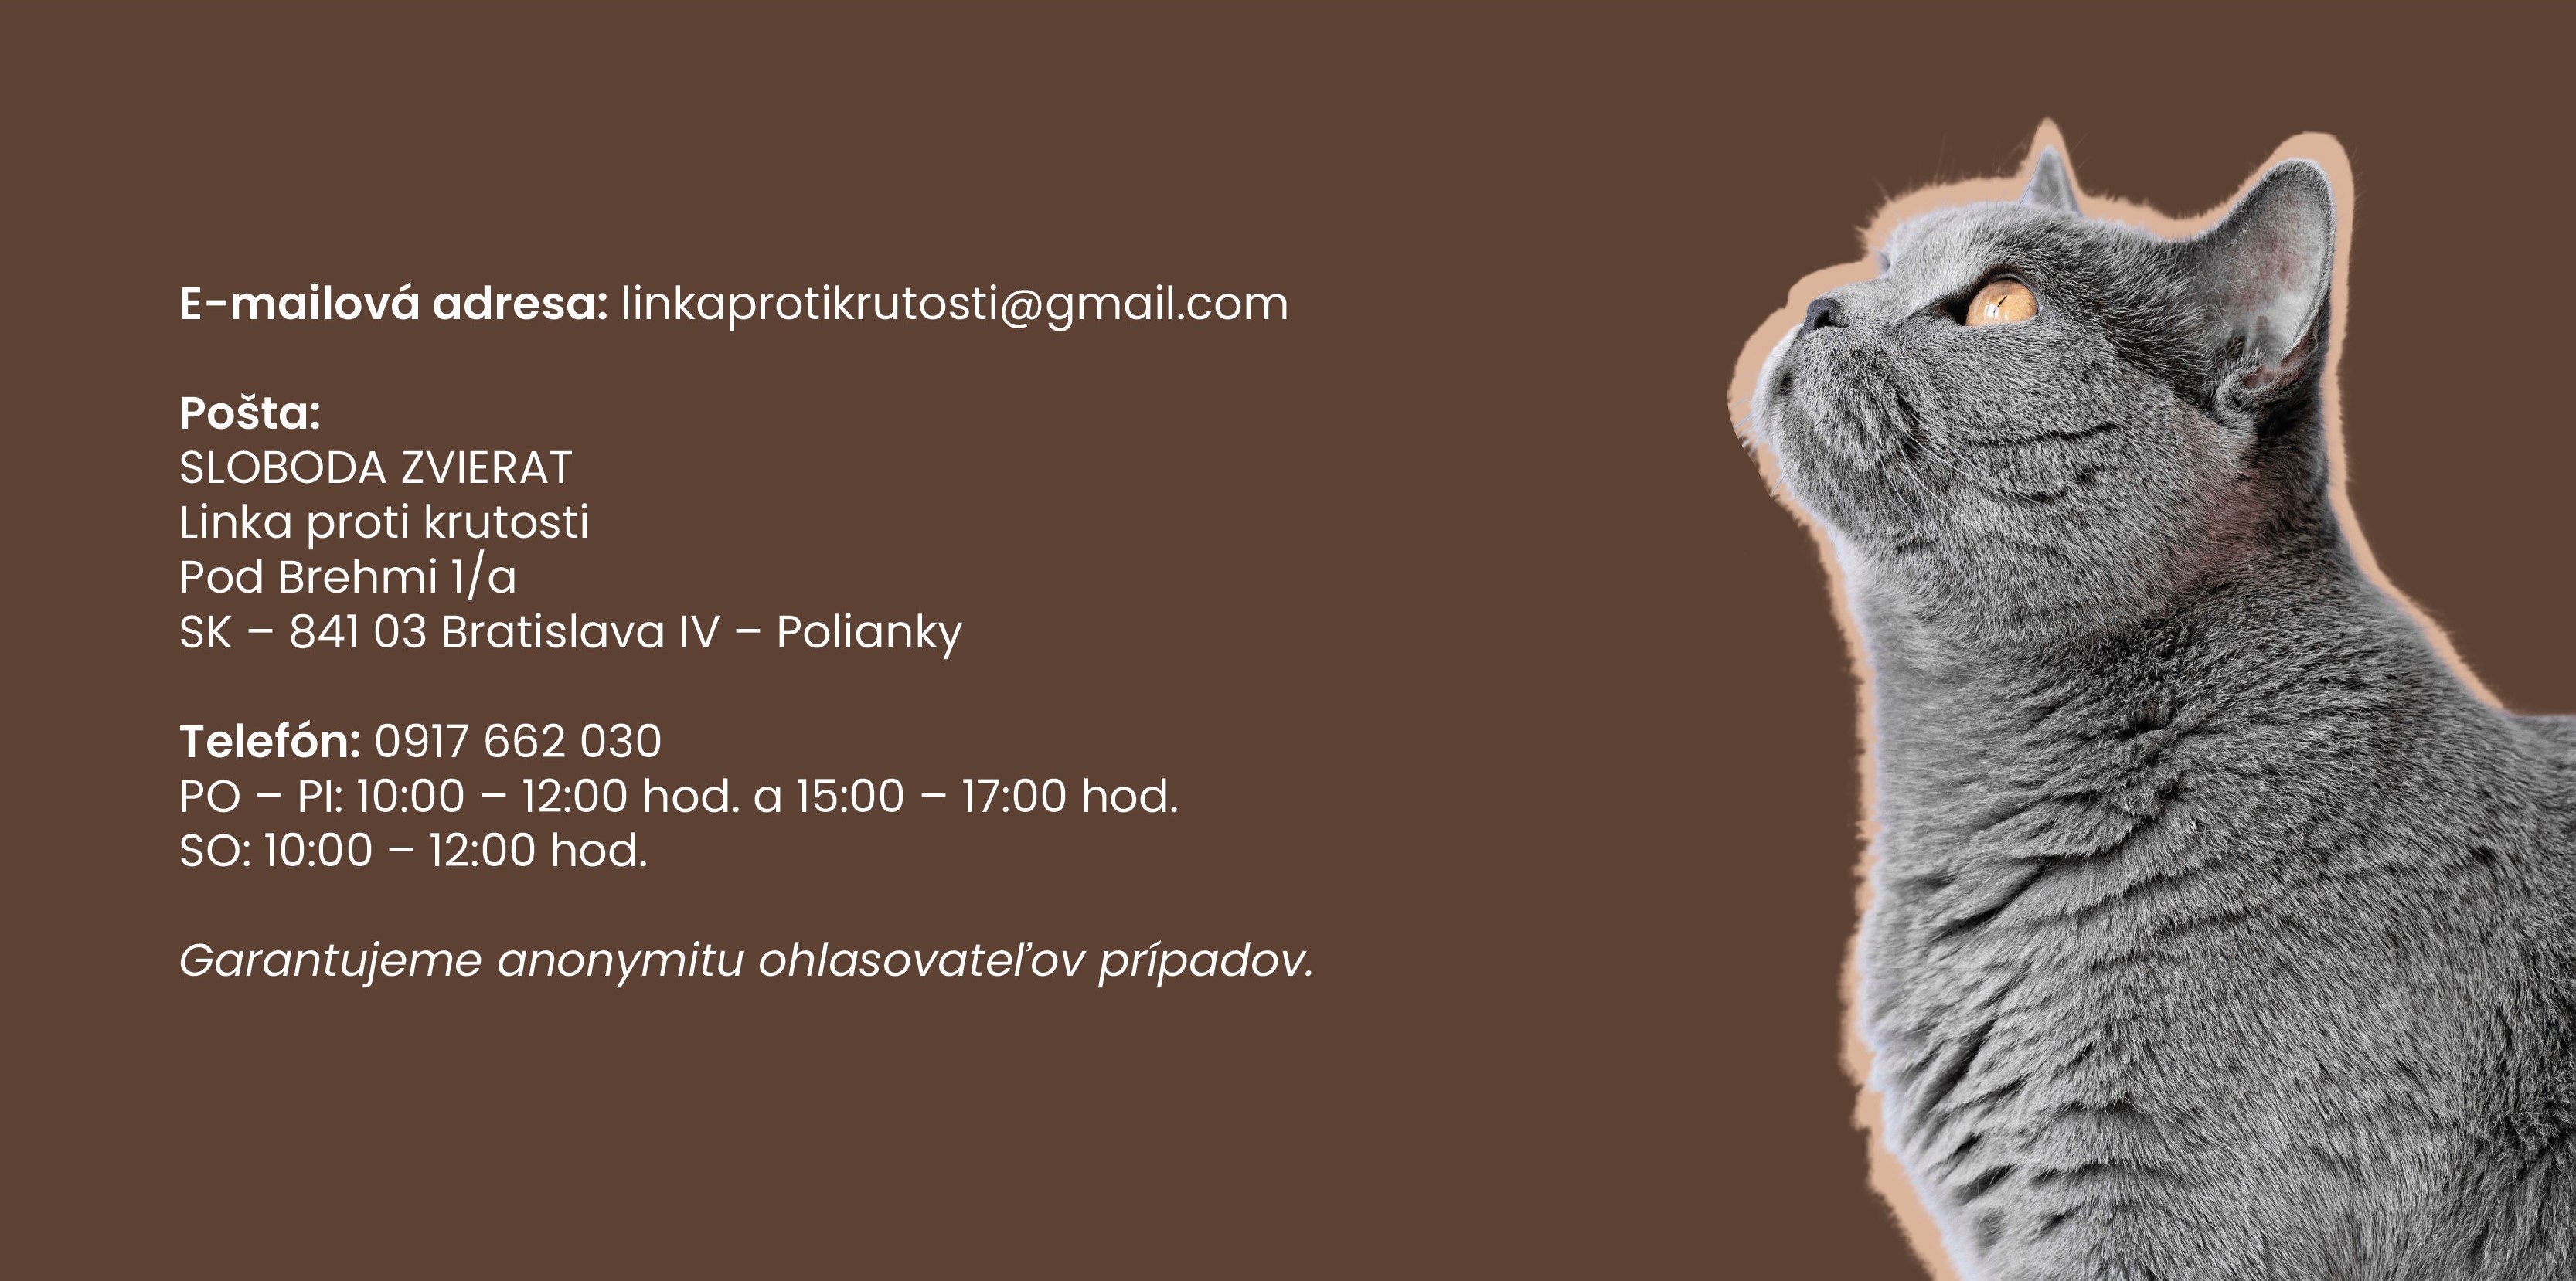 E-mailová adresa: linkaprotikrutosti@gmail.com
Pošta:
SLOBODA ZVIERAT
Linka proti krutosti
Pod Brehmi 1/a
SK – 841 03 Bratislava IV – Polianky
Telefón: 0917 662 030
PO – PI: 10:00 – 12:00 hod. a 15:00 – 17:00 hod.
SO: 10:00 – 12:00 hod.
Garantujeme anonymitu ohlasovateľov prípadov.